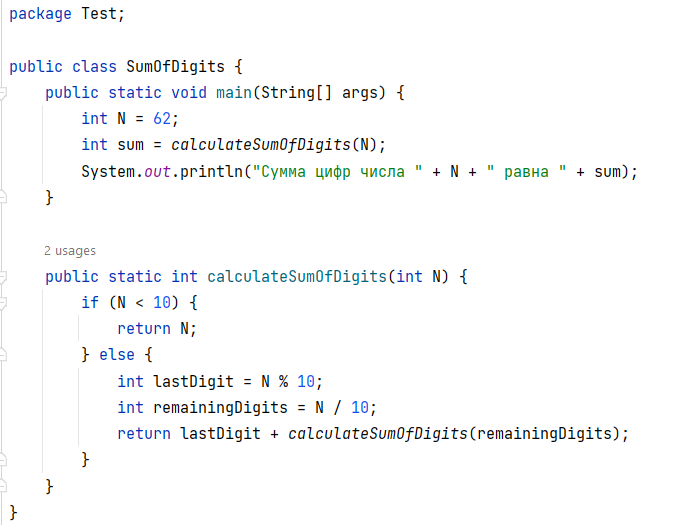 package Test;

public class SumOfDigits {
    public static void main(String[] args) {
        int N = 62;
        int sum = calculateSumOfDigits(N);
        System.out.println("Сумма цифр числа " + N + " равна " + sum);
    }

    2 usages
    public static int calculateSumOfDigits(int N) {
        if (N < 10) {
            return N;
        } else {
            int lastDigit = N % 10;
            int remainingDigits = N / 10;
            return lastDigit + calculateSumOfDigits(remainingDigits);
        }
    }
}